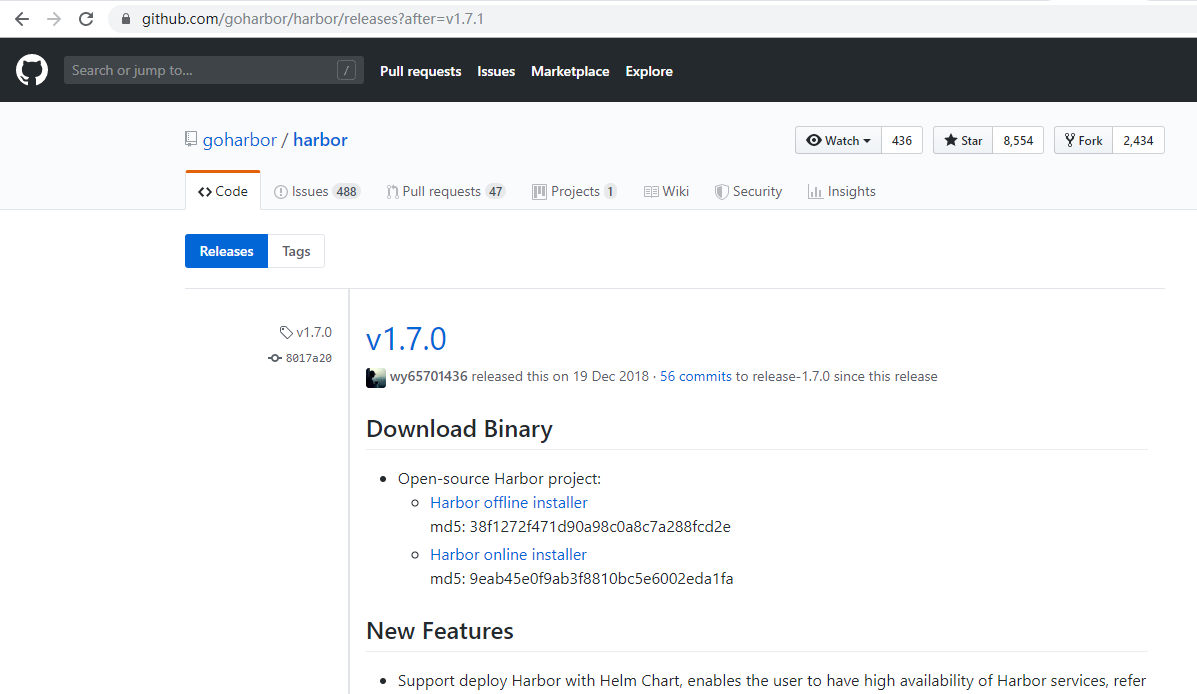 github.com/goharbor/harbor/releases?after=v1.7.1
Search or jump to... / Pull requests Issues Marketplace Explore
goharbor / harbor Watch 436 Star 8,554 Fork 2,434
Code Issues 488 Pull requests 47 Projects 1 Wiki Security Insights
Releases Tags
v1.7.0
8017a20
v1.7.0
wy65701436 released this on 19 Dec 2018 · 56 commits to release-1.7.0 since this release
Download Binary
• Open-source Harbor project:
Harbor offline installer
md5: 38f1272f471d90a98c0a8c7a288fcd2e
Harbor online installer
md5: 9eab45e0f9ab3f8810bc5e6002eda1fa
New Features
• Support deploy Harbor with Helm Chart, enables the user to have high availability of Harbor services, refer